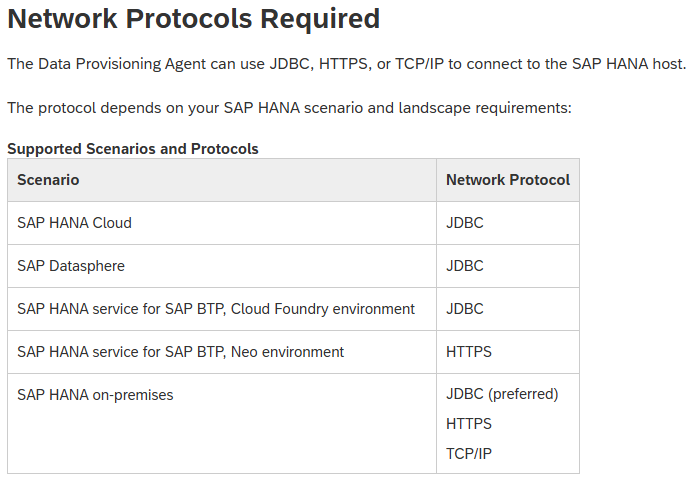 Network Protocols Required
The Data Provisioning Agent can use JDBC, HTTPS, or TCP/IP to connect to the SAP HANA host.
The protocol depends on your SAP HANA scenario and landscape requirements:
Supported Scenarios and Protocols
Scenario Network Protocol
SAP HANA Cloud JDBC
SAP Datasphere JDBC
SAP HANA service for SAP BTP, Cloud Foundry environment JDBC
SAP HANA service for SAP BTP, Neo environment HTTPS
SAP HANA on-premises JDBC (preferred)
HTTPS
TCP/IP